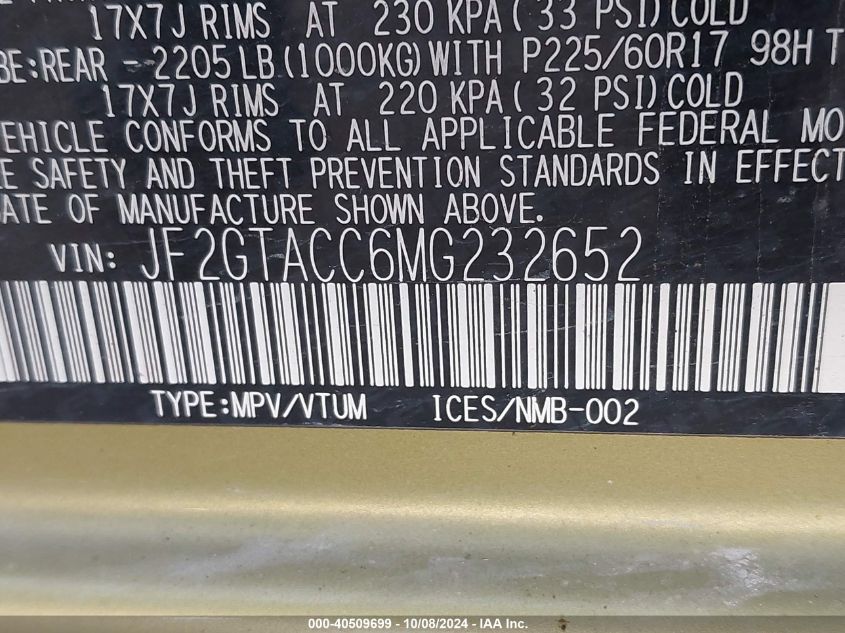 17X7J RIMS AT 230 KPA(33 PSI)COLD
BE:REAR -2205LB(1000KG)WITH P225/60R17 98H T
17X7J RIMS AT 220 KPA(32 PSI)COLD
EHICLE CONFORMS TO ALL APPLICABLE FEDERAL MO
E SAFETY AND THEFT PREVENTION STANDARDS IN EFFECT
ATE OF MANUFACTURE SHOWN ABOVE.
VIN: JF2GTACC6MG232652
TYPE:MPV/VTUM ICES/NMB-002
000-40509699 - 10/08/2024 - IAA Inc.